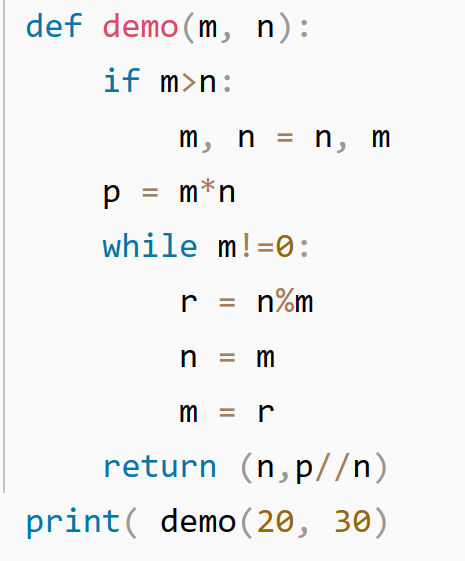 def demo(m, n):
    if m>n:
        m, n = n, m
    p = m*n
    while m!=0:
        r = n%m
        n = m
        m = r
    return (n,p//n)
print( demo(20, 30)